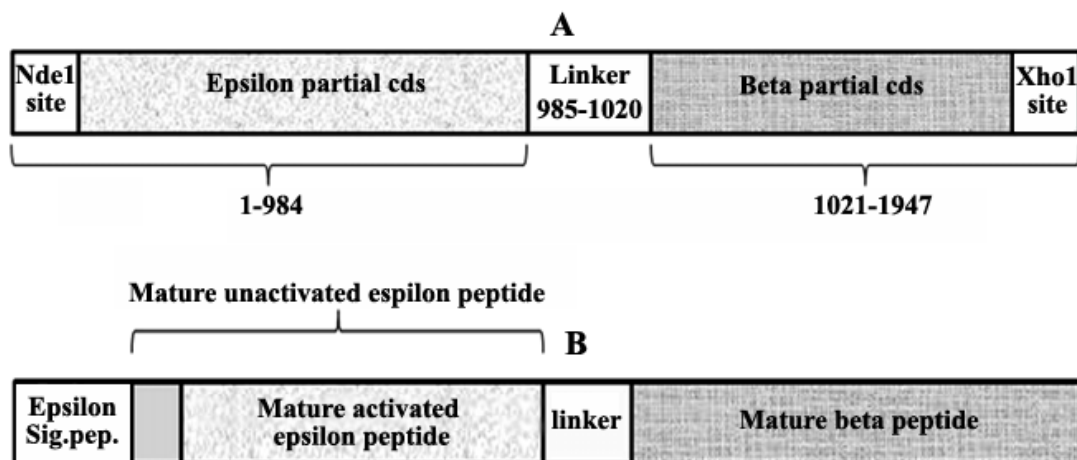 A
Nde1 site
Epsilon partial cds
Linker 985-1020
Beta partial cds
Xho1 site
1-984
1021-1947
Mature unactivated espilon peptide
B
Epsilon Sig.pep.
Mature activated epsilon peptide
linker
Mature beta peptide